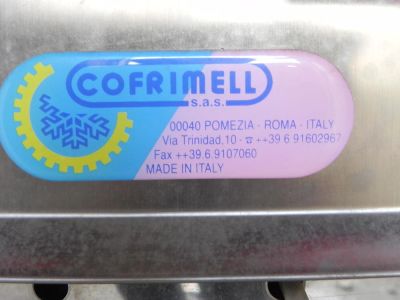 COFRIMELL
s.a.s.
00040 POMEZIA - ROMA - ITALY
Via Trinidad,10 - ☎ ++39.6.91602967
Fax ++39.6.9107060
MADE IN ITALY